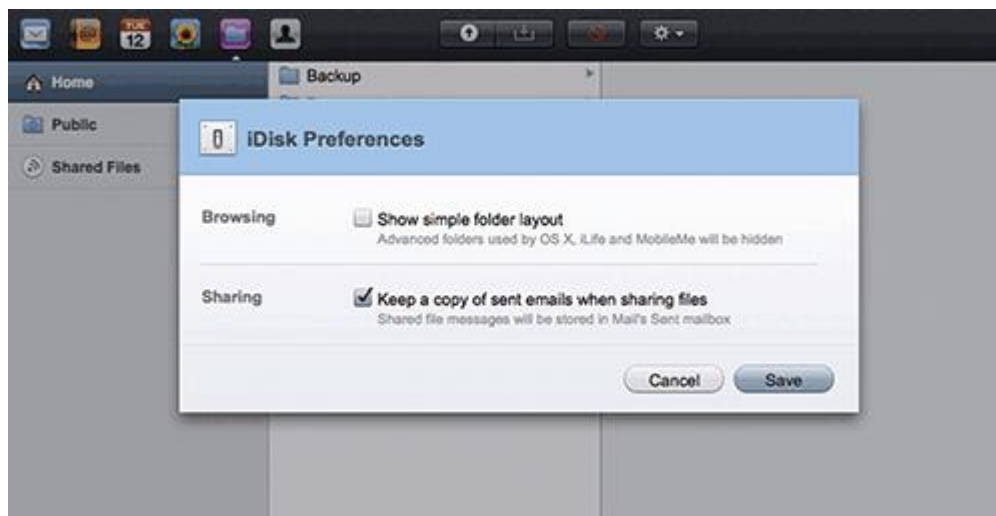 TUE
12
Home
Backup
Public
Shared Files
iDisk Preferences
Browsing
Show simple folder layout
Advanced folders used by OS X, iLife and MobileMe will be hidden
Sharing
Keep a copy of sent emails when sharing files
Shared file messages will be stored in Mail's Sent mailbox
Cancel
Save